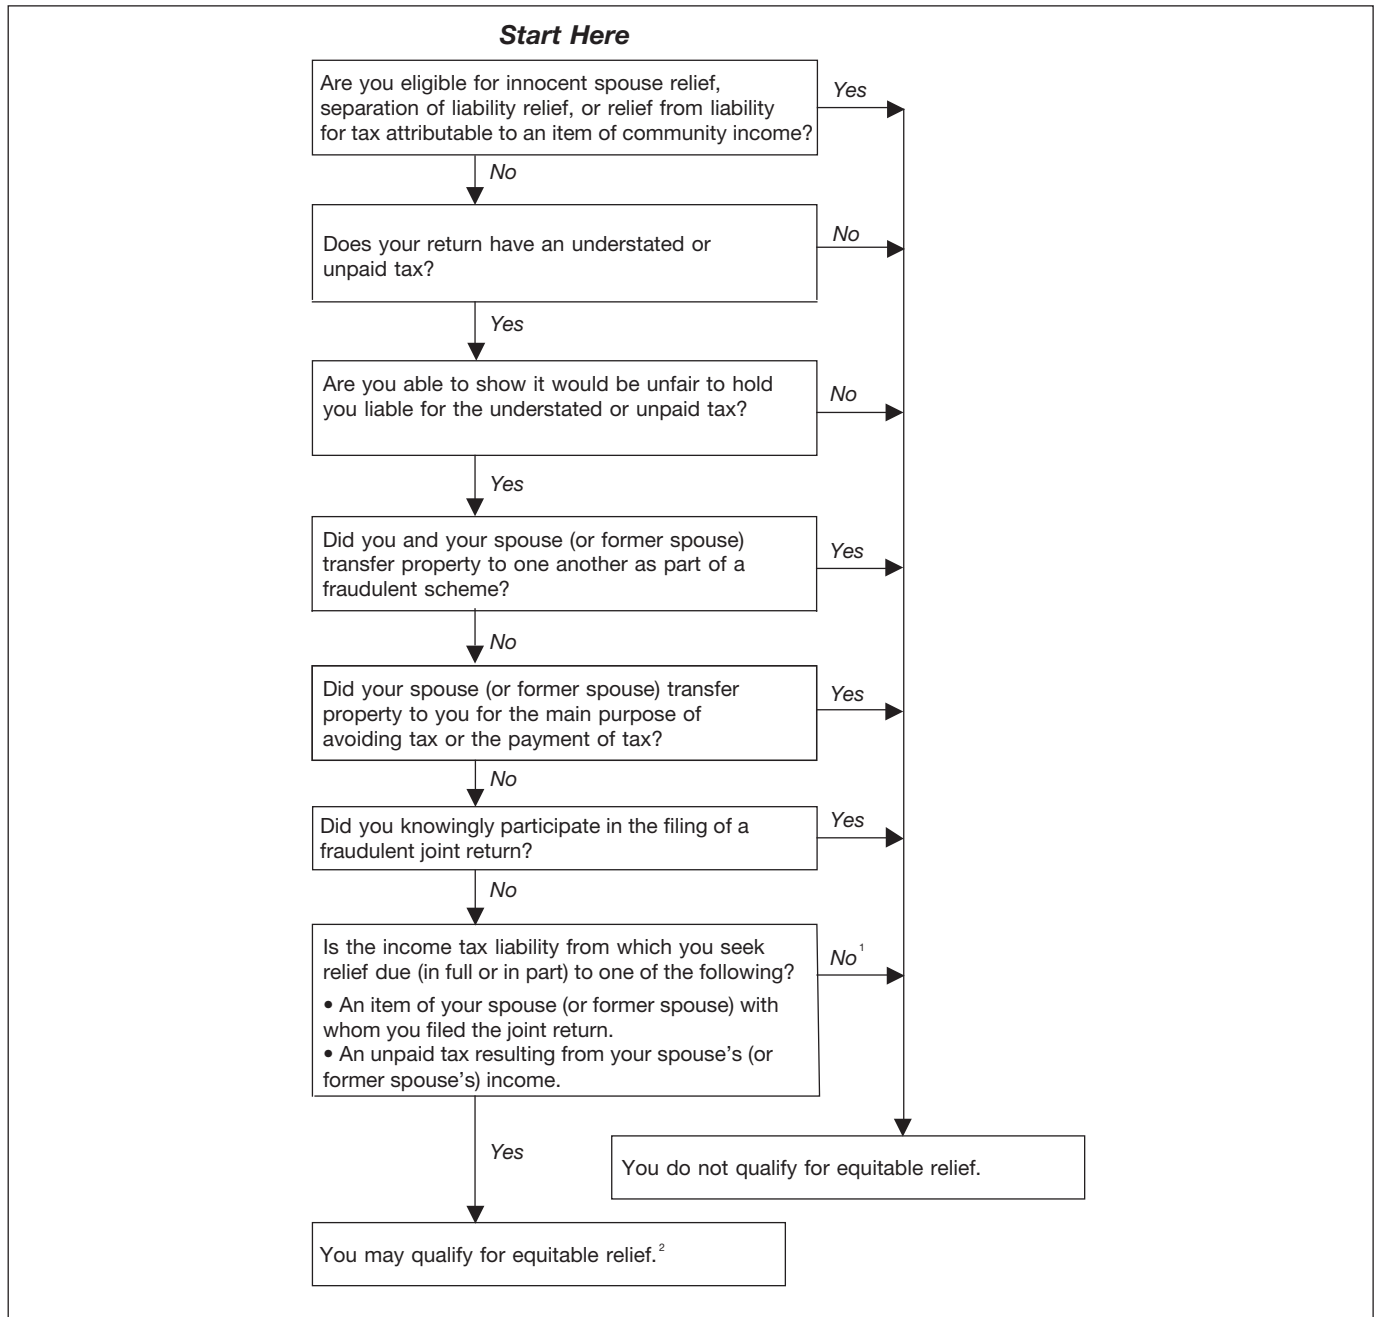 Start Here
Are you eligible for innocent spouse relief,
separation of liability relief, or relief from liability
for tax attributable to an item of community income?
Yes
No
Does your return have an understated or
unpaid tax?
No
Yes
Are you able to show it would be unfair to hold
you liable for the understated or unpaid tax?
No
Yes
Did you and your spouse (or former spouse)
transfer property to one another as part of a
fraudulent scheme?
Yes
No
Did your spouse (or former spouse) transfer
property to you for the main purpose of
avoiding tax or the payment of tax?
Yes
No
Did you knowingly participate in the filing of a
fraudulent joint return?
Yes
No
Is the income tax liability from which you seek
relief due (in full or in part) to one of the following?
• An item of your spouse (or former spouse) with
whom you filed the joint return.
• An unpaid tax resulting from your spouse's (or
former spouse's) income.
No¹
Yes
You do not qualify for equitable relief.
You may qualify for equitable relief.²